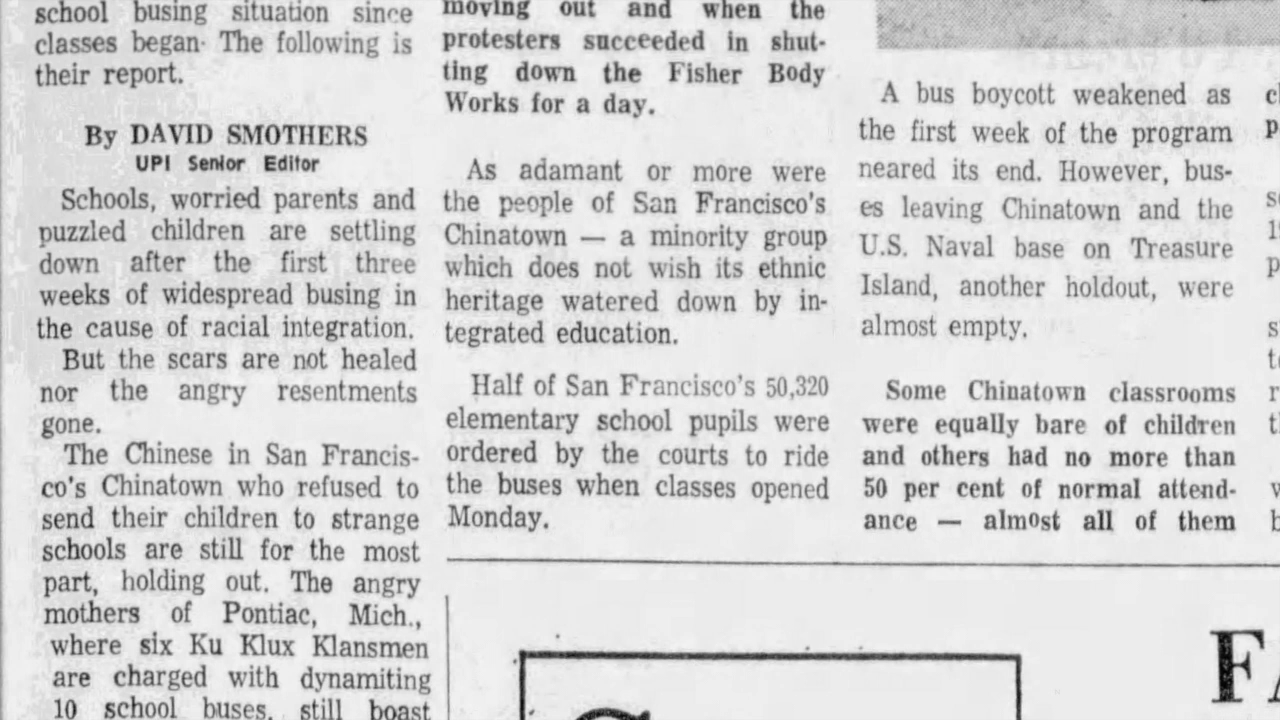 school busing situation since
classes began· The following is
their report.
By DAVID SMOTHERS
UPI Senior Editor
Schools, worried parents and
puzzled children are settling
down after the first three
weeks of widespread busing in
the cause of racial integration.
But the scars are not healed
nor the angry resentments
gone.
The Chinese in San Francis-
co's Chinatown who refused to
send their children to strange
schools are still for the most
part, holding out. The angry
mothers of Pontiac, Mich.,
where six Ku Klux Klansmen
are charged with dynamiting
10 school buses, still boast
moving out and when the
protesters succeeded in shut-
ting down the Fisher Body
Works for a day.
As adamant or more were
the people of San Francisco's
Chinatown — a minority group
which does not wish its ethnic
heritage watered down by in-
tegrated education.
Half of San Francisco's 50,320
elementary school pupils were
ordered by the courts to ride
the buses when classes opened
Monday.
A bus boycott weakened as
the first week of the program
neared its end. However, bus-
es leaving Chinatown and the
U.S. Naval base on Treasure
Island, another holdout, were
almost empty.
Some Chinatown classrooms
were equally bare of children
and others had no more than
50 per cent of normal attend-
ance — almost all of them